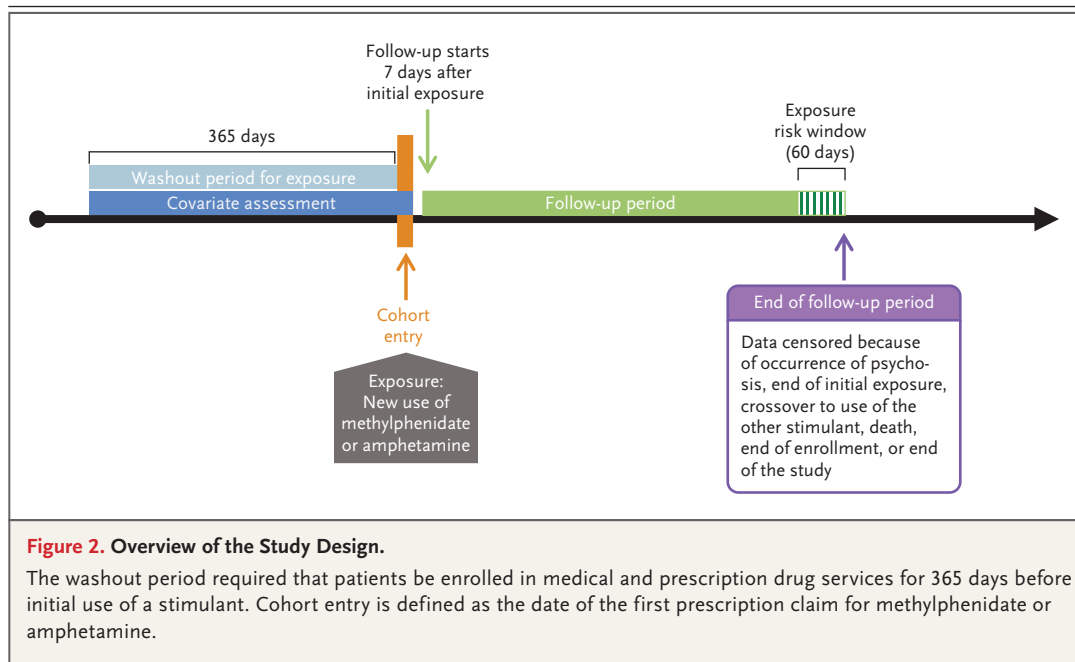 Follow-up starts
7 days after
initial exposure
Exposure
risk window
(60 days)
365 days
Washout period for exposure
Covariate assessment
Follow-up period
Cohort
entry
Exposure:
New use of
methylphenidate
or amphetamine
End of follow-up period
Data censored because
of occurrence of psycho-
sis, end of initial exposure,
crossover to use of the
other stimulant, death,
end of enrollment, or end
of the study
Figure 2. Overview of the Study Design.
The washout period required that patients be enrolled in medical and prescription drug services for 365 days before
initial use of a stimulant. Cohort entry is defined as the date of the first prescription claim for methylphenidate or
amphetamine.